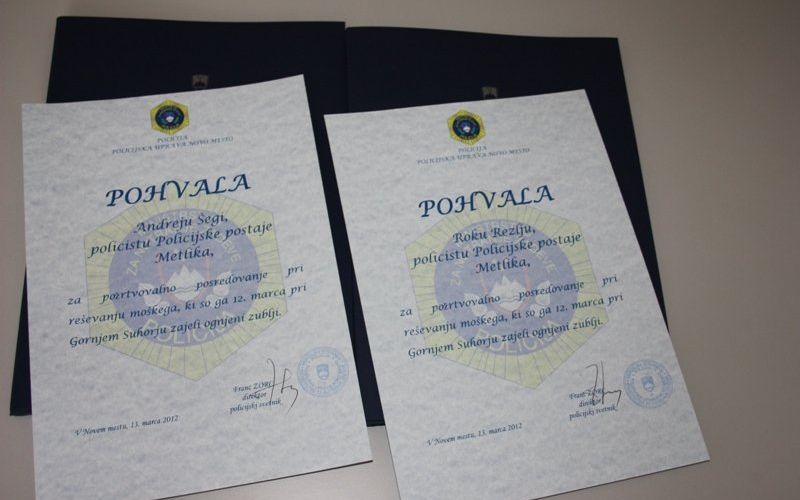 POLICIJA
POLICIJSKA UPRAVA NOVO MESTO
POHVALA
Andreju Šegi,
policistu Policijske postaje
Metlika,
za požrtvovalno posredovanje pri
reševanju moškega, ki so ga 12. marca pri
Gornjem Suhorju zajeli ognjeni zublji.
Franc
direktor
policijski svetnik
V Novem mestu, 13. marca 2012
POLICIJA
POLICIJSKA UPRAVA NOVO MESTO
POHVALA
Roku Rezlju,
policistu Policijske postaje
Metlika,
za požrtvovalno posredovanje pri
reševanju moškega, ki so ga 12. marca pri
Gornjem Suhorju zajeli ognjeni zublji.
Franc
direktor
policijski svetnik
V Novem mestu, 13. marca 2012